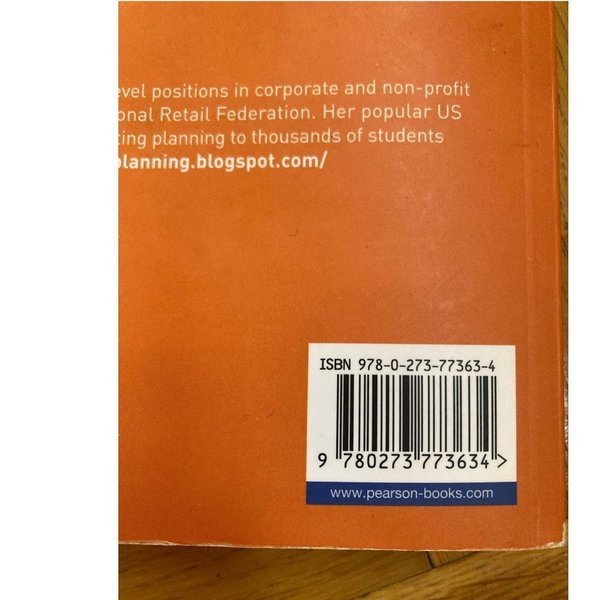 evel positions in corporate and non-profit
onal Retail Federation. Her popular US
ting planning to thousands of students
planning.blogspot.com/
ISBN 978-0-273-77363-4
9 780273 773634 >
www.pearson-books.com